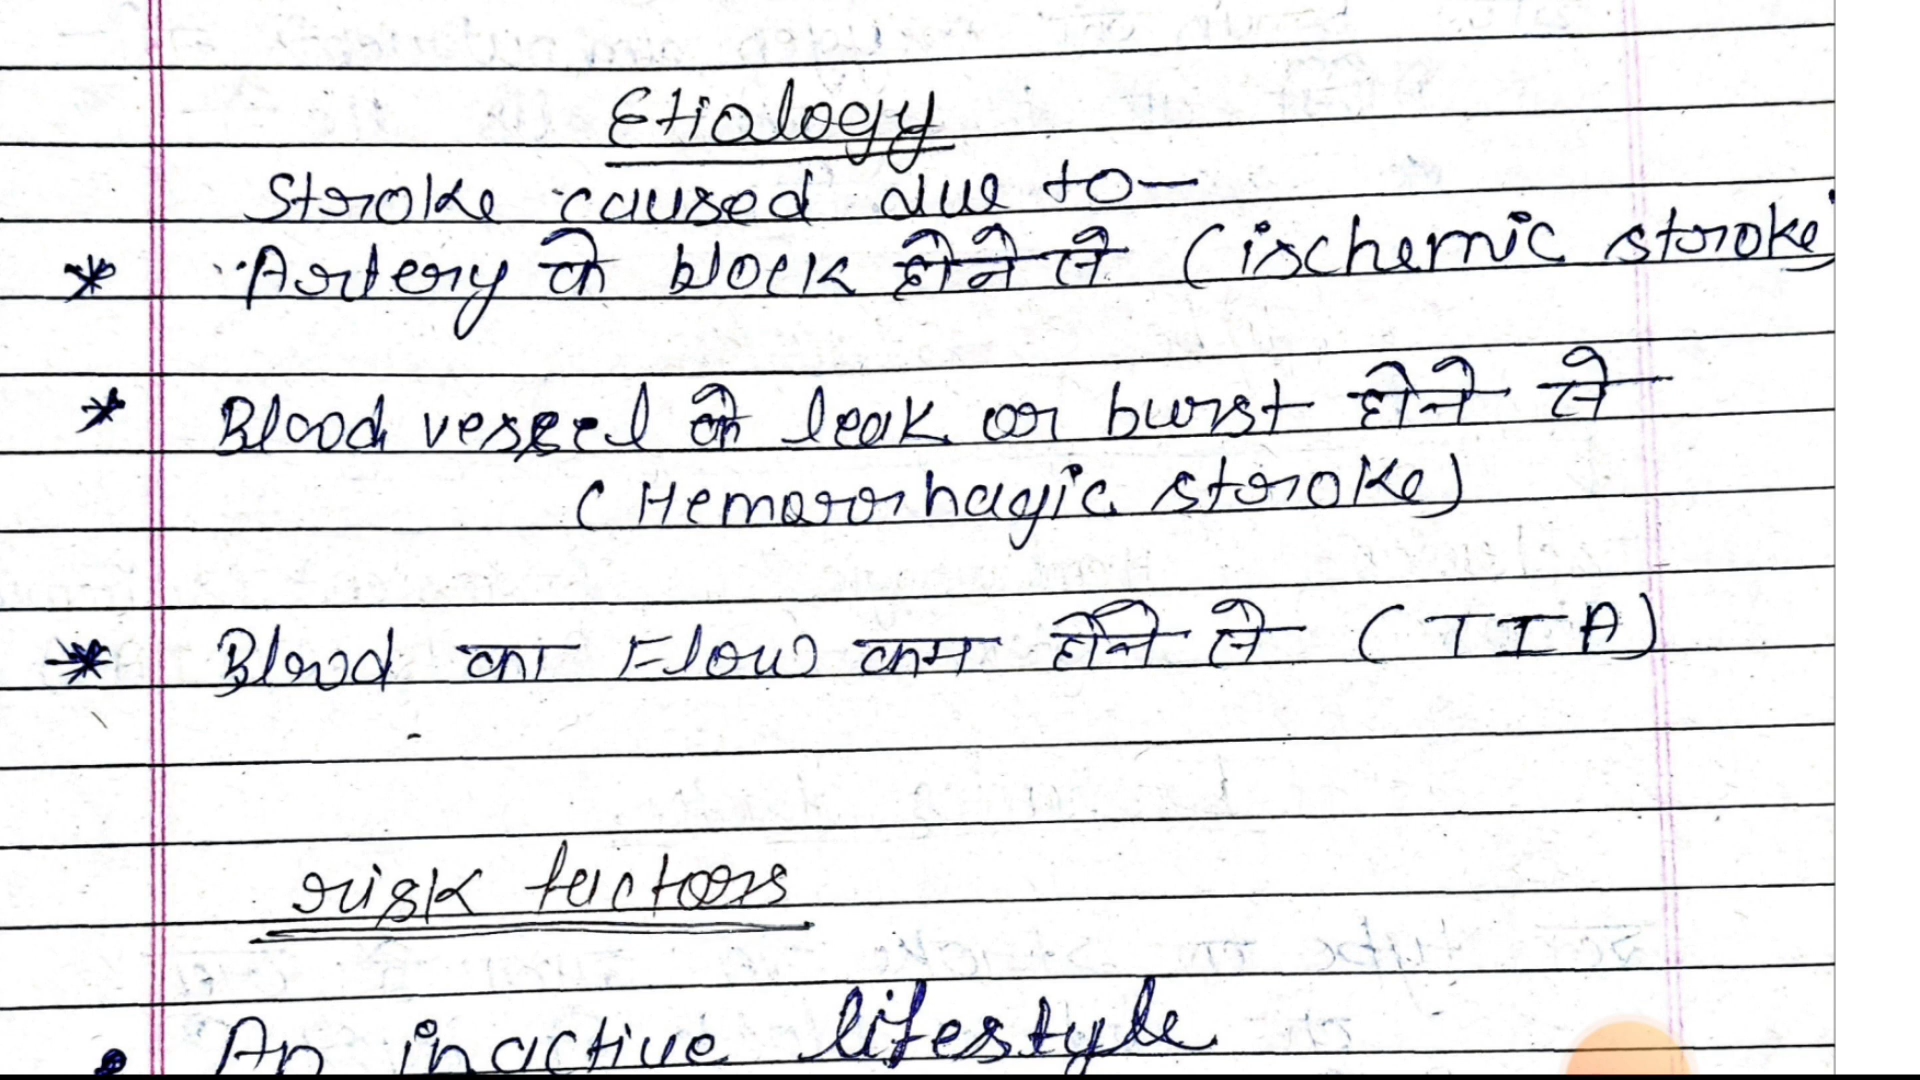 Etiology
Stroke caused due to—
* Artery के block होने से (ischemic stroke)
* Blood vessel के leak or burst होने से
(Hemorrhagic stroke)
* Blood का Flow कम होने से (TIA)
risk factors
• An inactive lifestyle